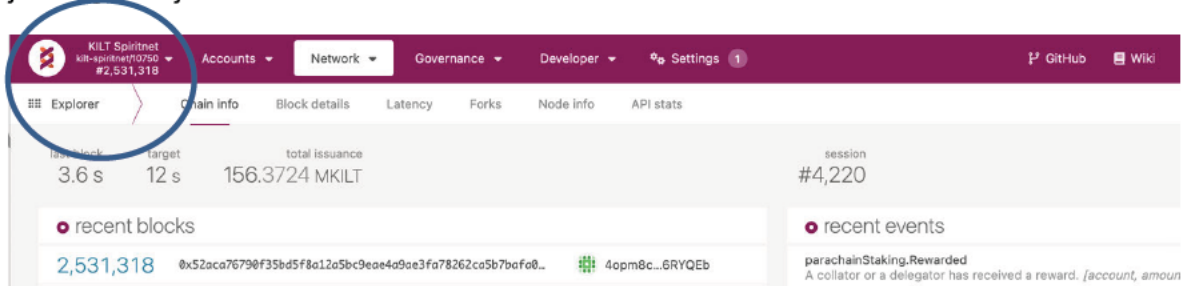 KILT Spiritnet
kilt-spiritnet/10750
#2,531,318
Accounts
Network
Governance
Developer
Settings 1
GitHub
Wiki
Explorer
Chain info
Block details
Latency
Forks
Node info
API stats
last block
3.6 s
target
12 s
total issuance
156.3724 MKILT
session
#4,220
recent blocks
2,531,318 4opm8c...6RYQEb
recent events
parachainStaking.Rewarded
A collator or a delegator has received a reward. [account, amoun